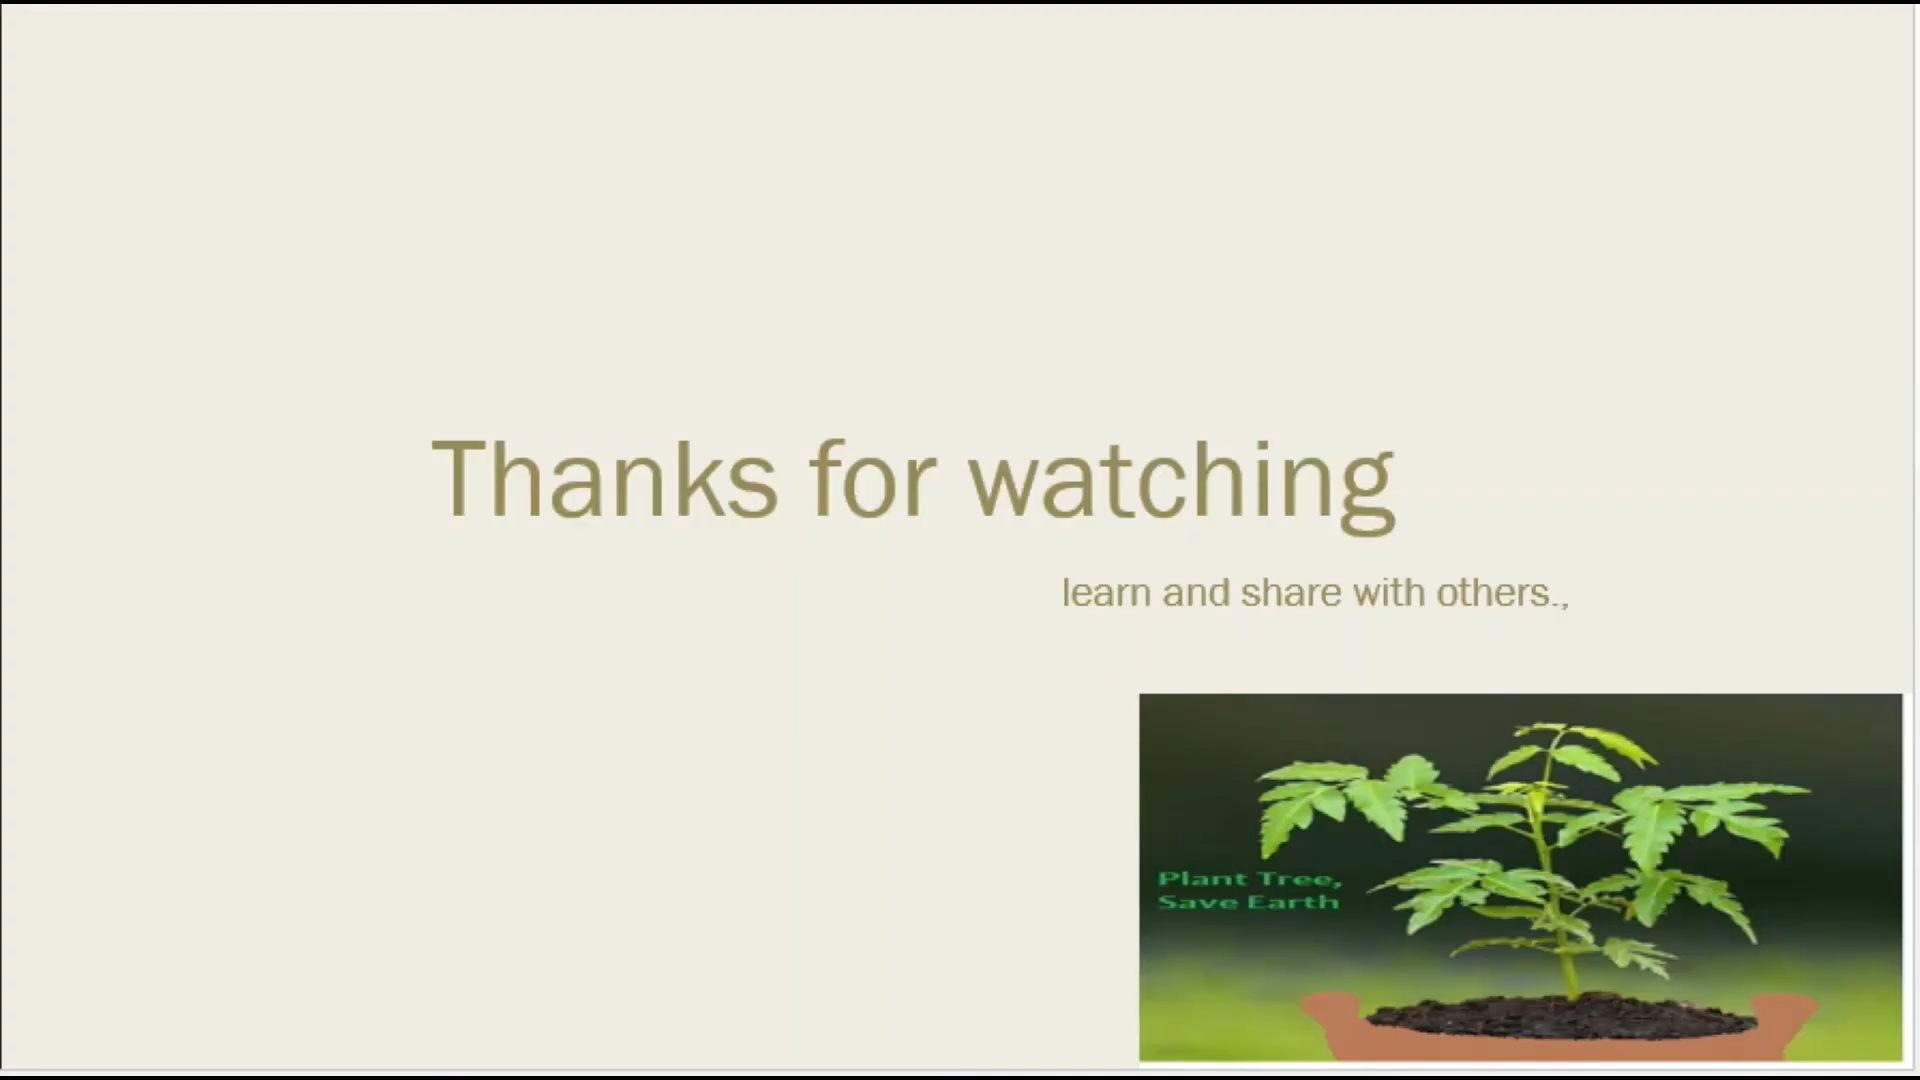 Thanks for watching
learn and share with others.,
Plant Tree,
Save Earth